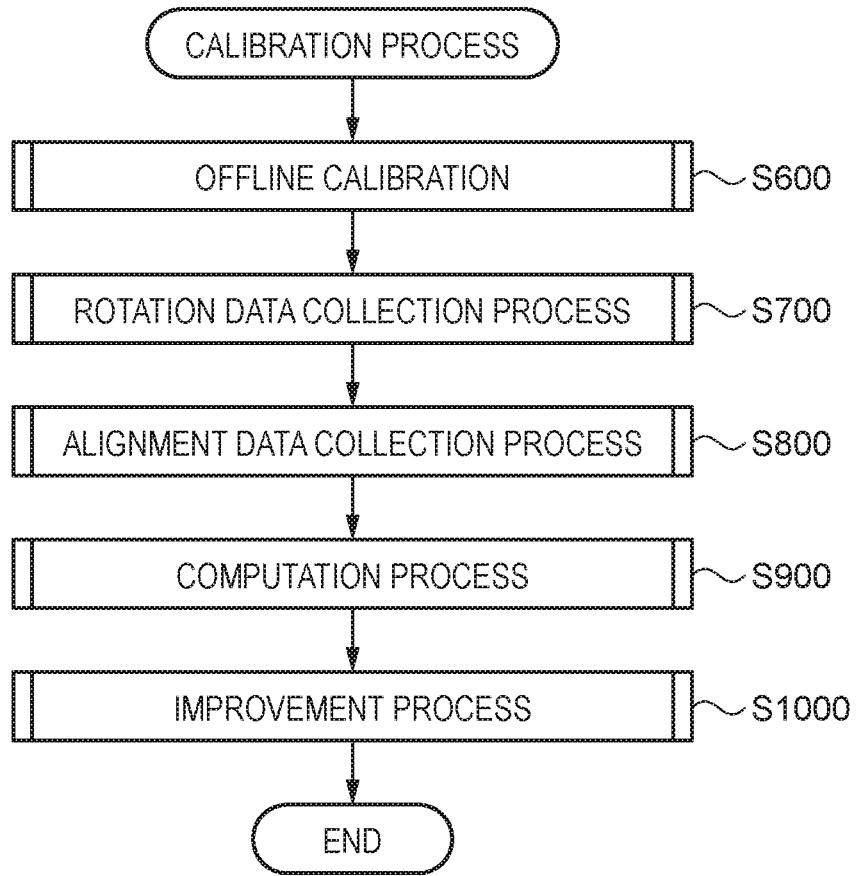 CALIBRATION PROCESS
OFFLINE CALIBRATION S600
ROTATION DATA COLLECTION PROCESS S700
ALIGNMENT DATA COLLECTION PROCESS S800
COMPUTATION PROCESS S900
IMPROVEMENT PROCESS S1000
END